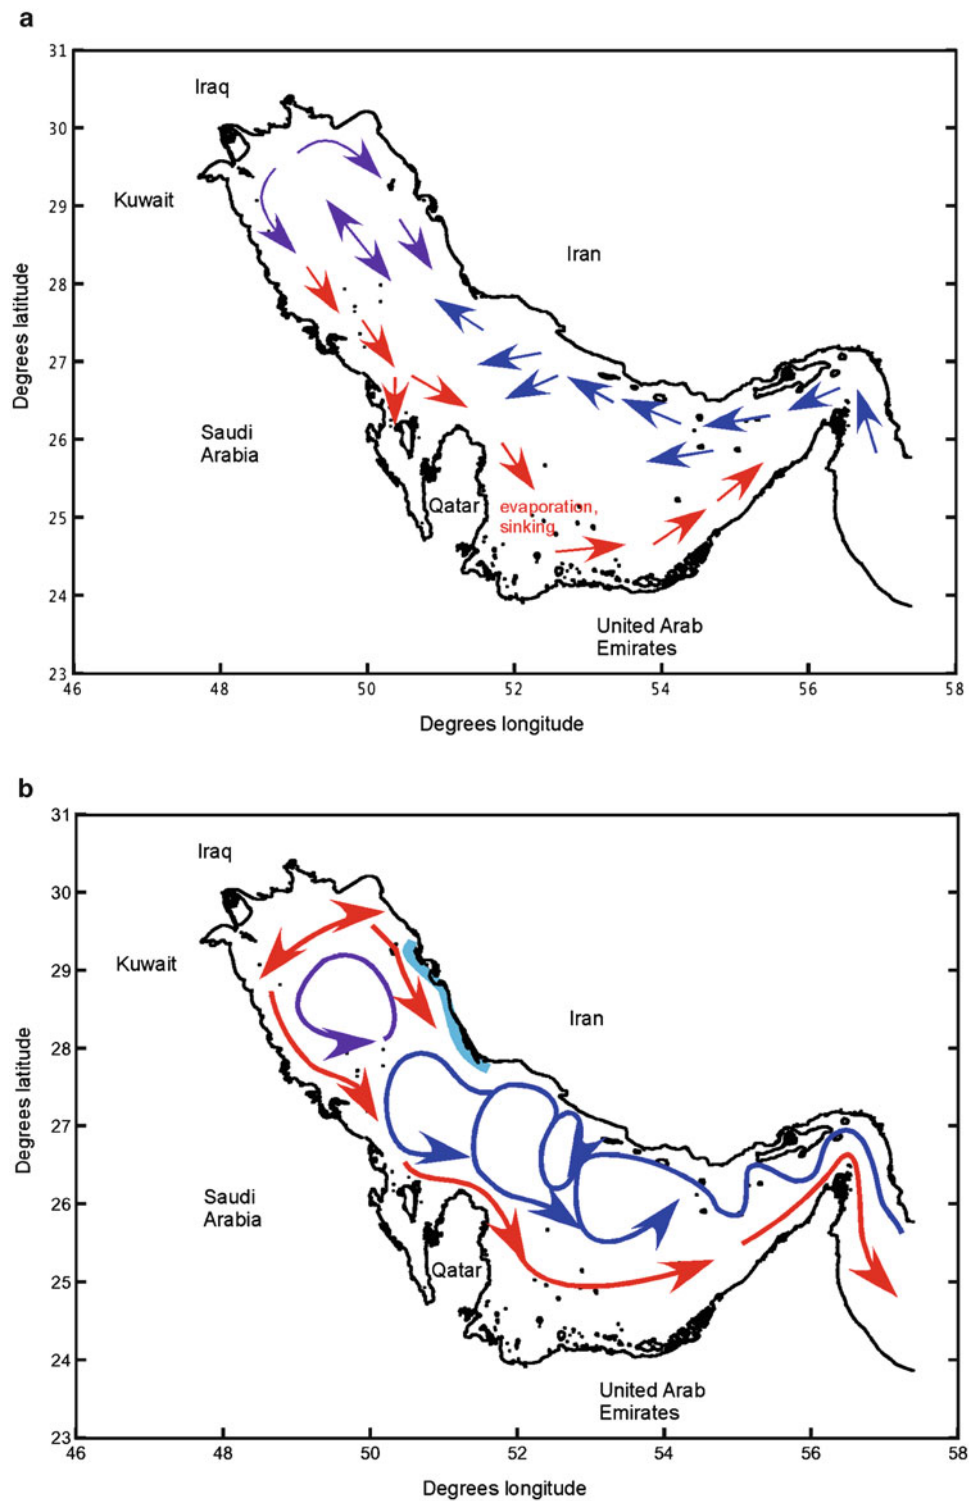 a
31
Iraq
30
Kuwait
29
Iran
28
27
26
Saudi
Arabia
Qatar
evaporation,
sinking
25
24
United Arab
Emirates
23
46
48
50
52
54
56
58
Degrees latitude
Degrees longitude
b
31
Iraq
30
Kuwait
29
Iran
28
27
26
Saudi
Arabia
Qatar
25
24
United Arab
Emirates
23
46
48
50
52
54
56
58
Degrees latitude
Degrees longitude